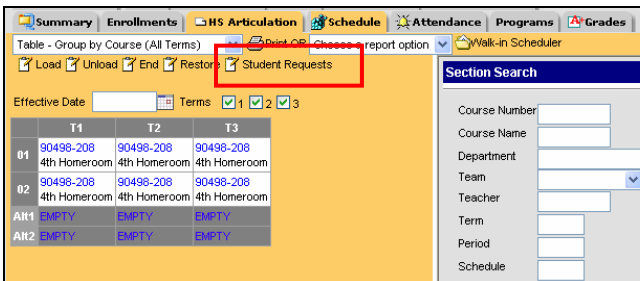 Summary Enrollments HS Articulation Schedule Attendance Programs Grades
Table - Group by Course (All Terms) Print OR Choose a report option Walk-in Scheduler
Load Unload End Restore Student Requests
Effective Date Terms 1 2 3
T1 T2 T3
01 90498-208 90498-208 90498-208
4th Homeroom 4th Homeroom 4th Homeroom
02 90498-208 90498-208 90498-208
4th Homeroom 4th Homeroom 4th Homeroom
Alt1 EMPTY EMPTY EMPTY
Alt2 EMPTY EMPTY EMPTY
Section Search
Course Number
Course Name
Department
Team
Teacher
Term
Period
Schedule